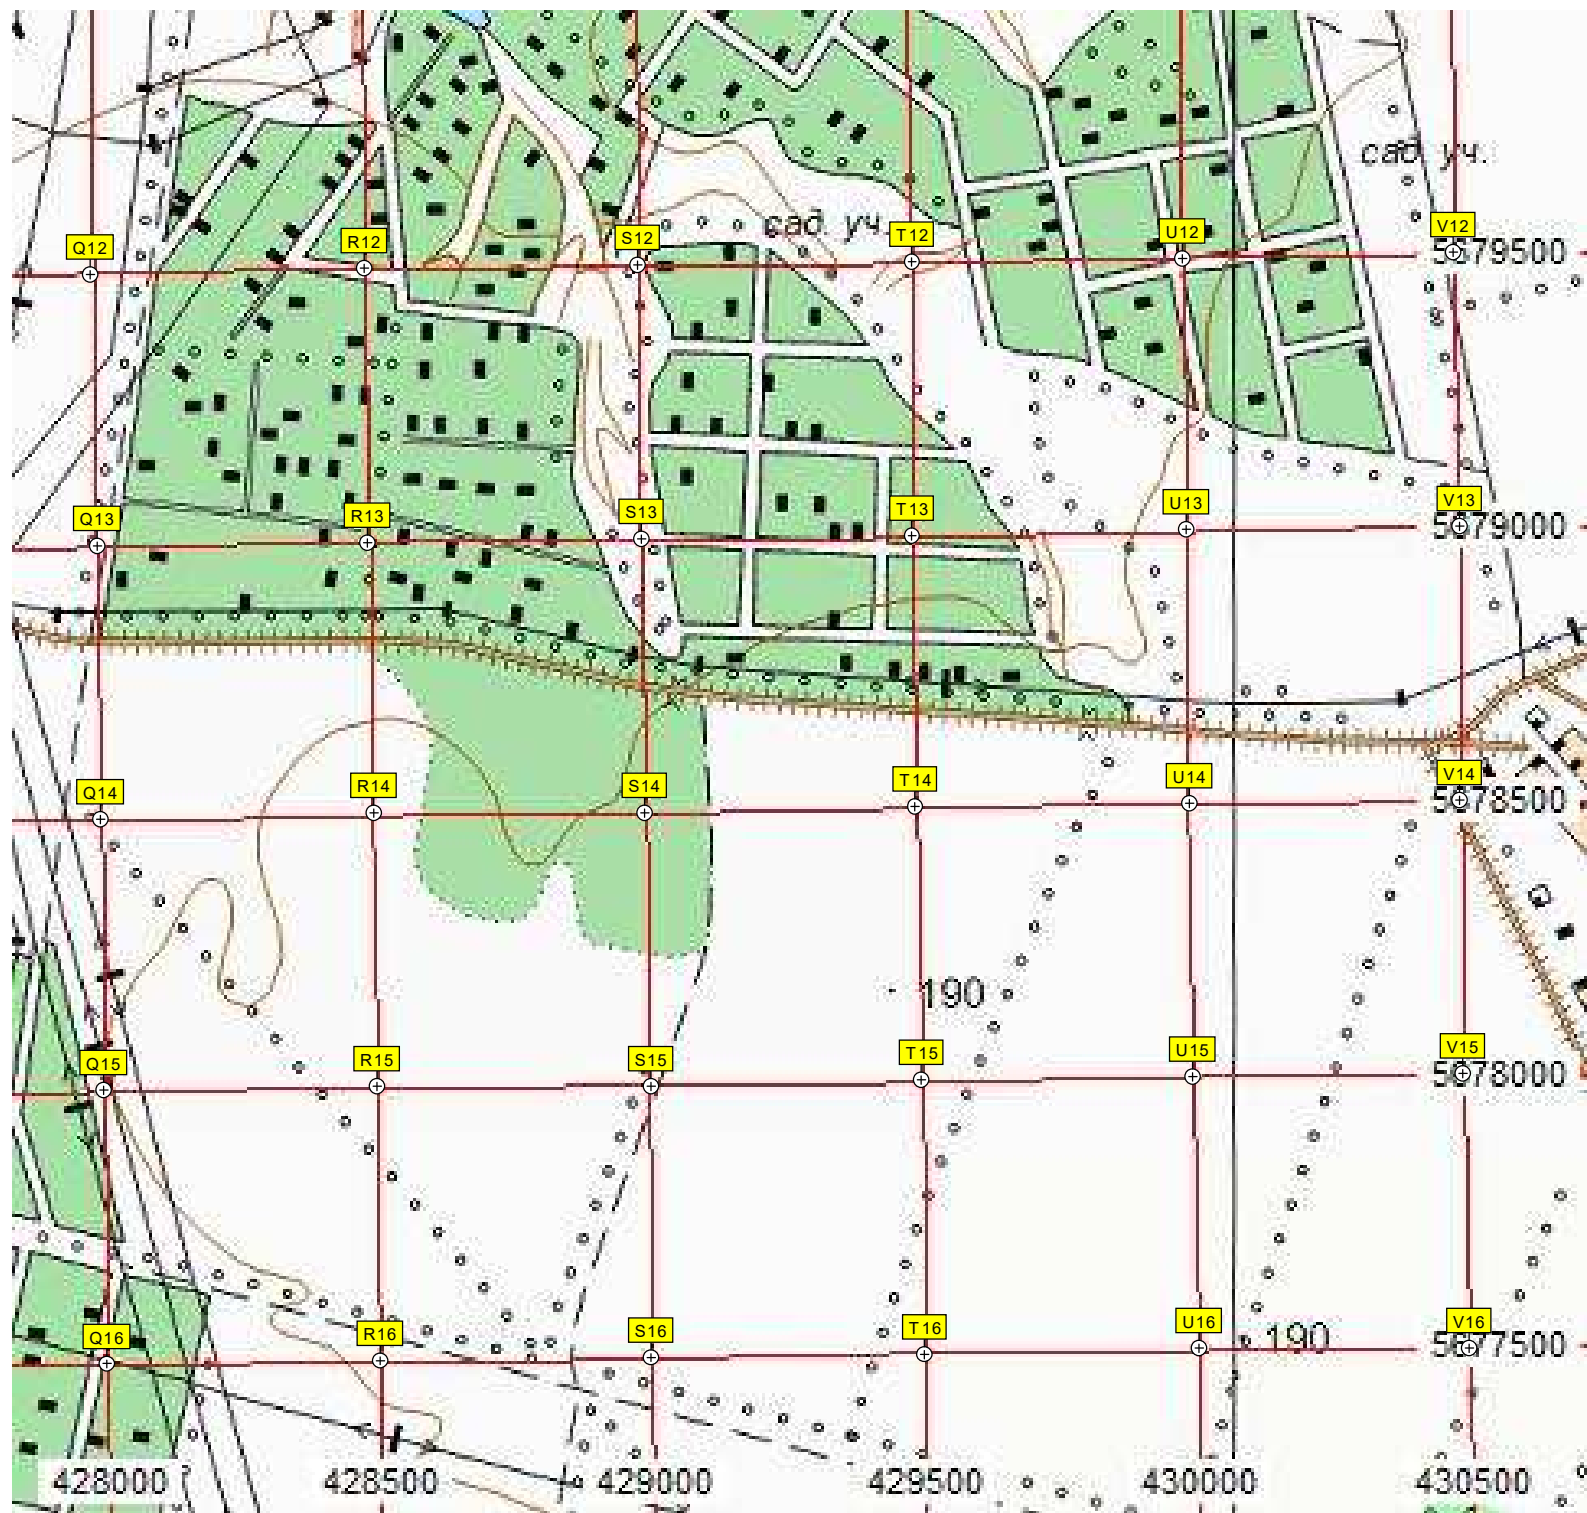 сад. уч.
сад. уч.
Q12 R12 S12 T12 U12 V12
5679500
Q13 R13 S13 T13 U13 V13
5679000
Q14 R14 S14 T14 U14 V14
5678500
190
Q15 R15 S15 T15 U15 V15
5678000
Q16 R16 S16 T16 U16 V16
190
5677500
428000 428500 429000 429500 430000 430500